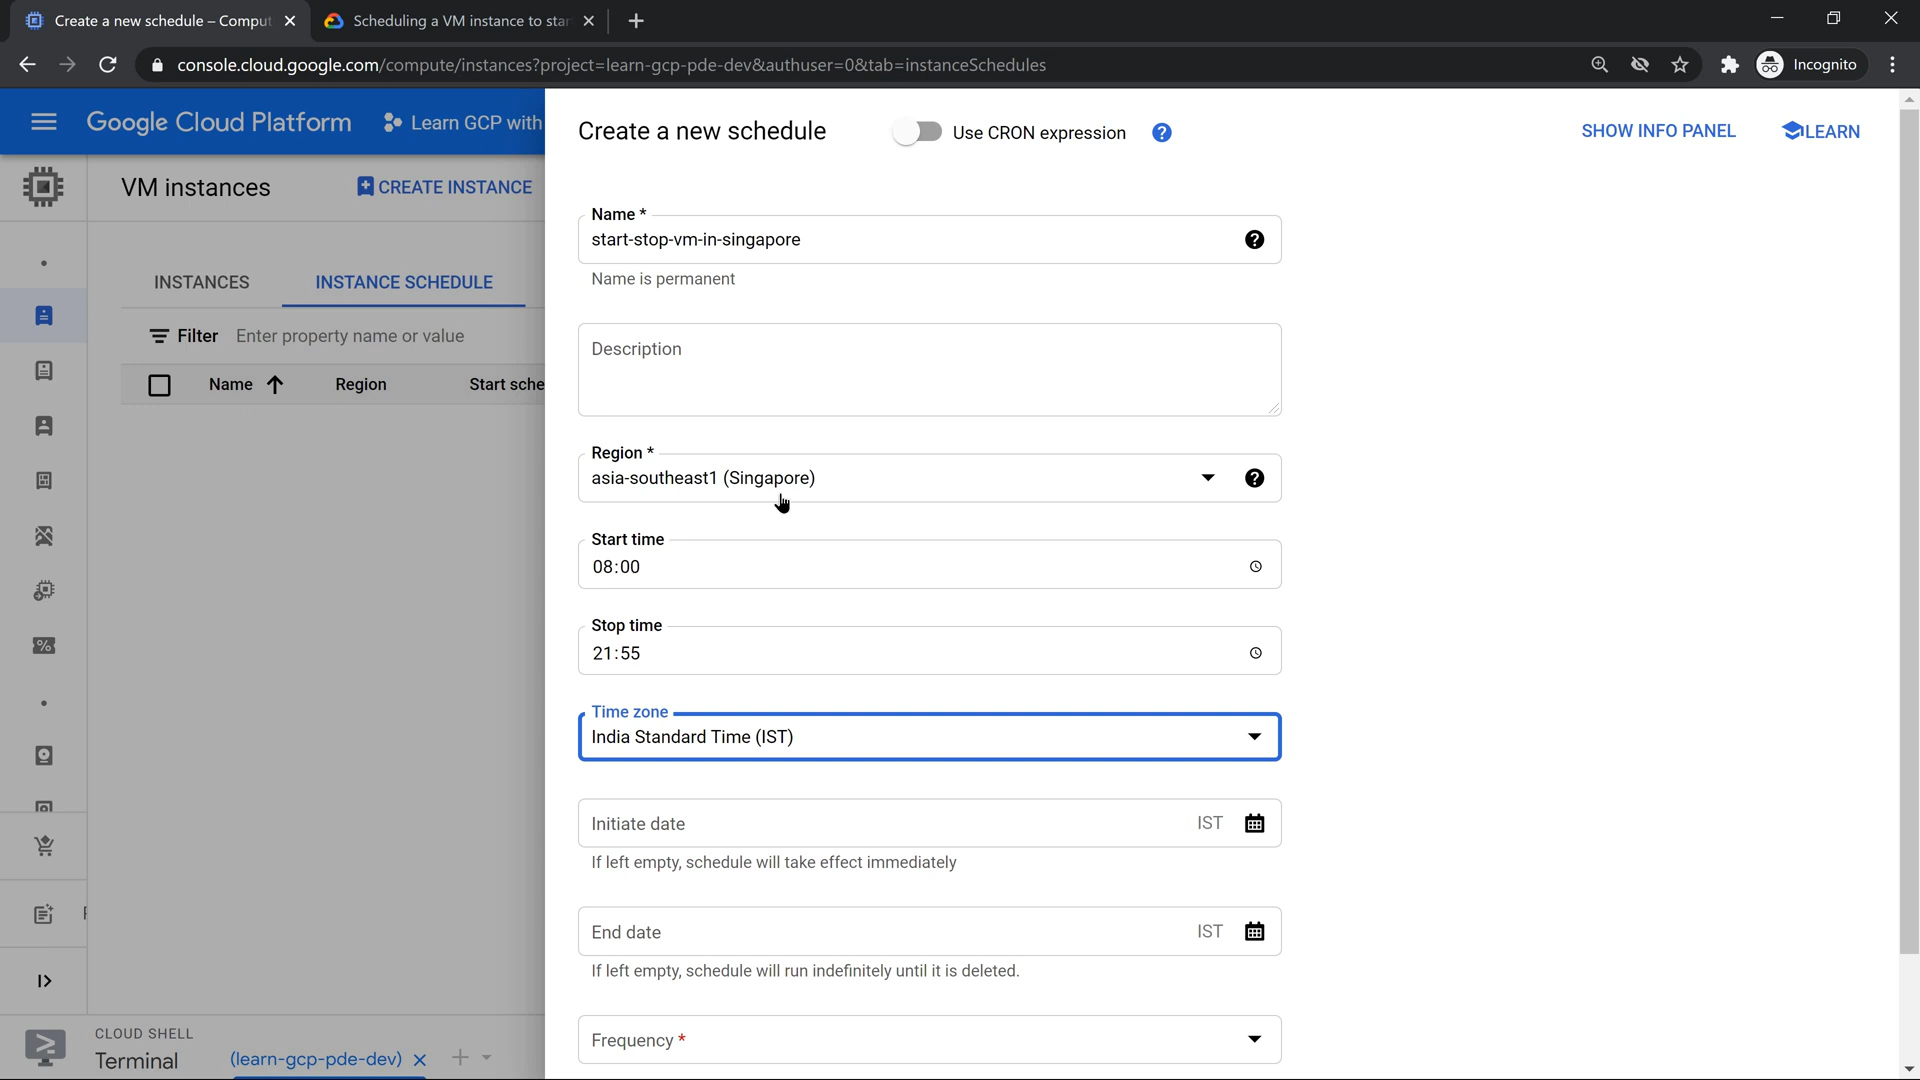 Create a new schedule – Comput
Scheduling a VM instance to star
console.cloud.google.com/compute/instances?project=learn-gcp-pde-dev&authuser=0&tab=instanceSchedules
Incognito
Google Cloud Platform
Learn GCP with
Create a new schedule
Use CRON expression
SHOW INFO PANEL
LEARN
VM instances
CREATE INSTANCE
Name *
start-stop-vm-in-singapore
Name is permanent
INSTANCES
INSTANCE SCHEDULE
Filter
Enter property name or value
Name
Region
Start sche
Description
Region *
asia-southeast1 (Singapore)
Start time
08:00
Stop time
21:55
Time zone
India Standard Time (IST)
Initiate date
IST
If left empty, schedule will take effect immediately
End date
IST
If left empty, schedule will run indefinitely until it is deleted.
Frequency *
CLOUD SHELL
Terminal
(learn-gcp-pde-dev)